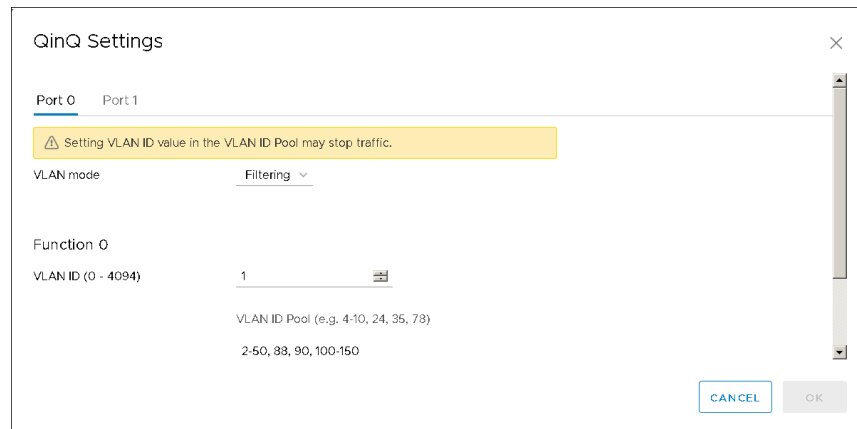 QinQ Settings
Port 0 Port 1
Setting VLAN ID value in the VLAN ID Pool may stop traffic.
VLAN mode Filtering
Function 0
VLAN ID (0 - 4094) 1
VLAN ID Pool (e.g. 4-10, 24, 35, 78)
2-50, 88, 90, 100-150
CANCEL OK